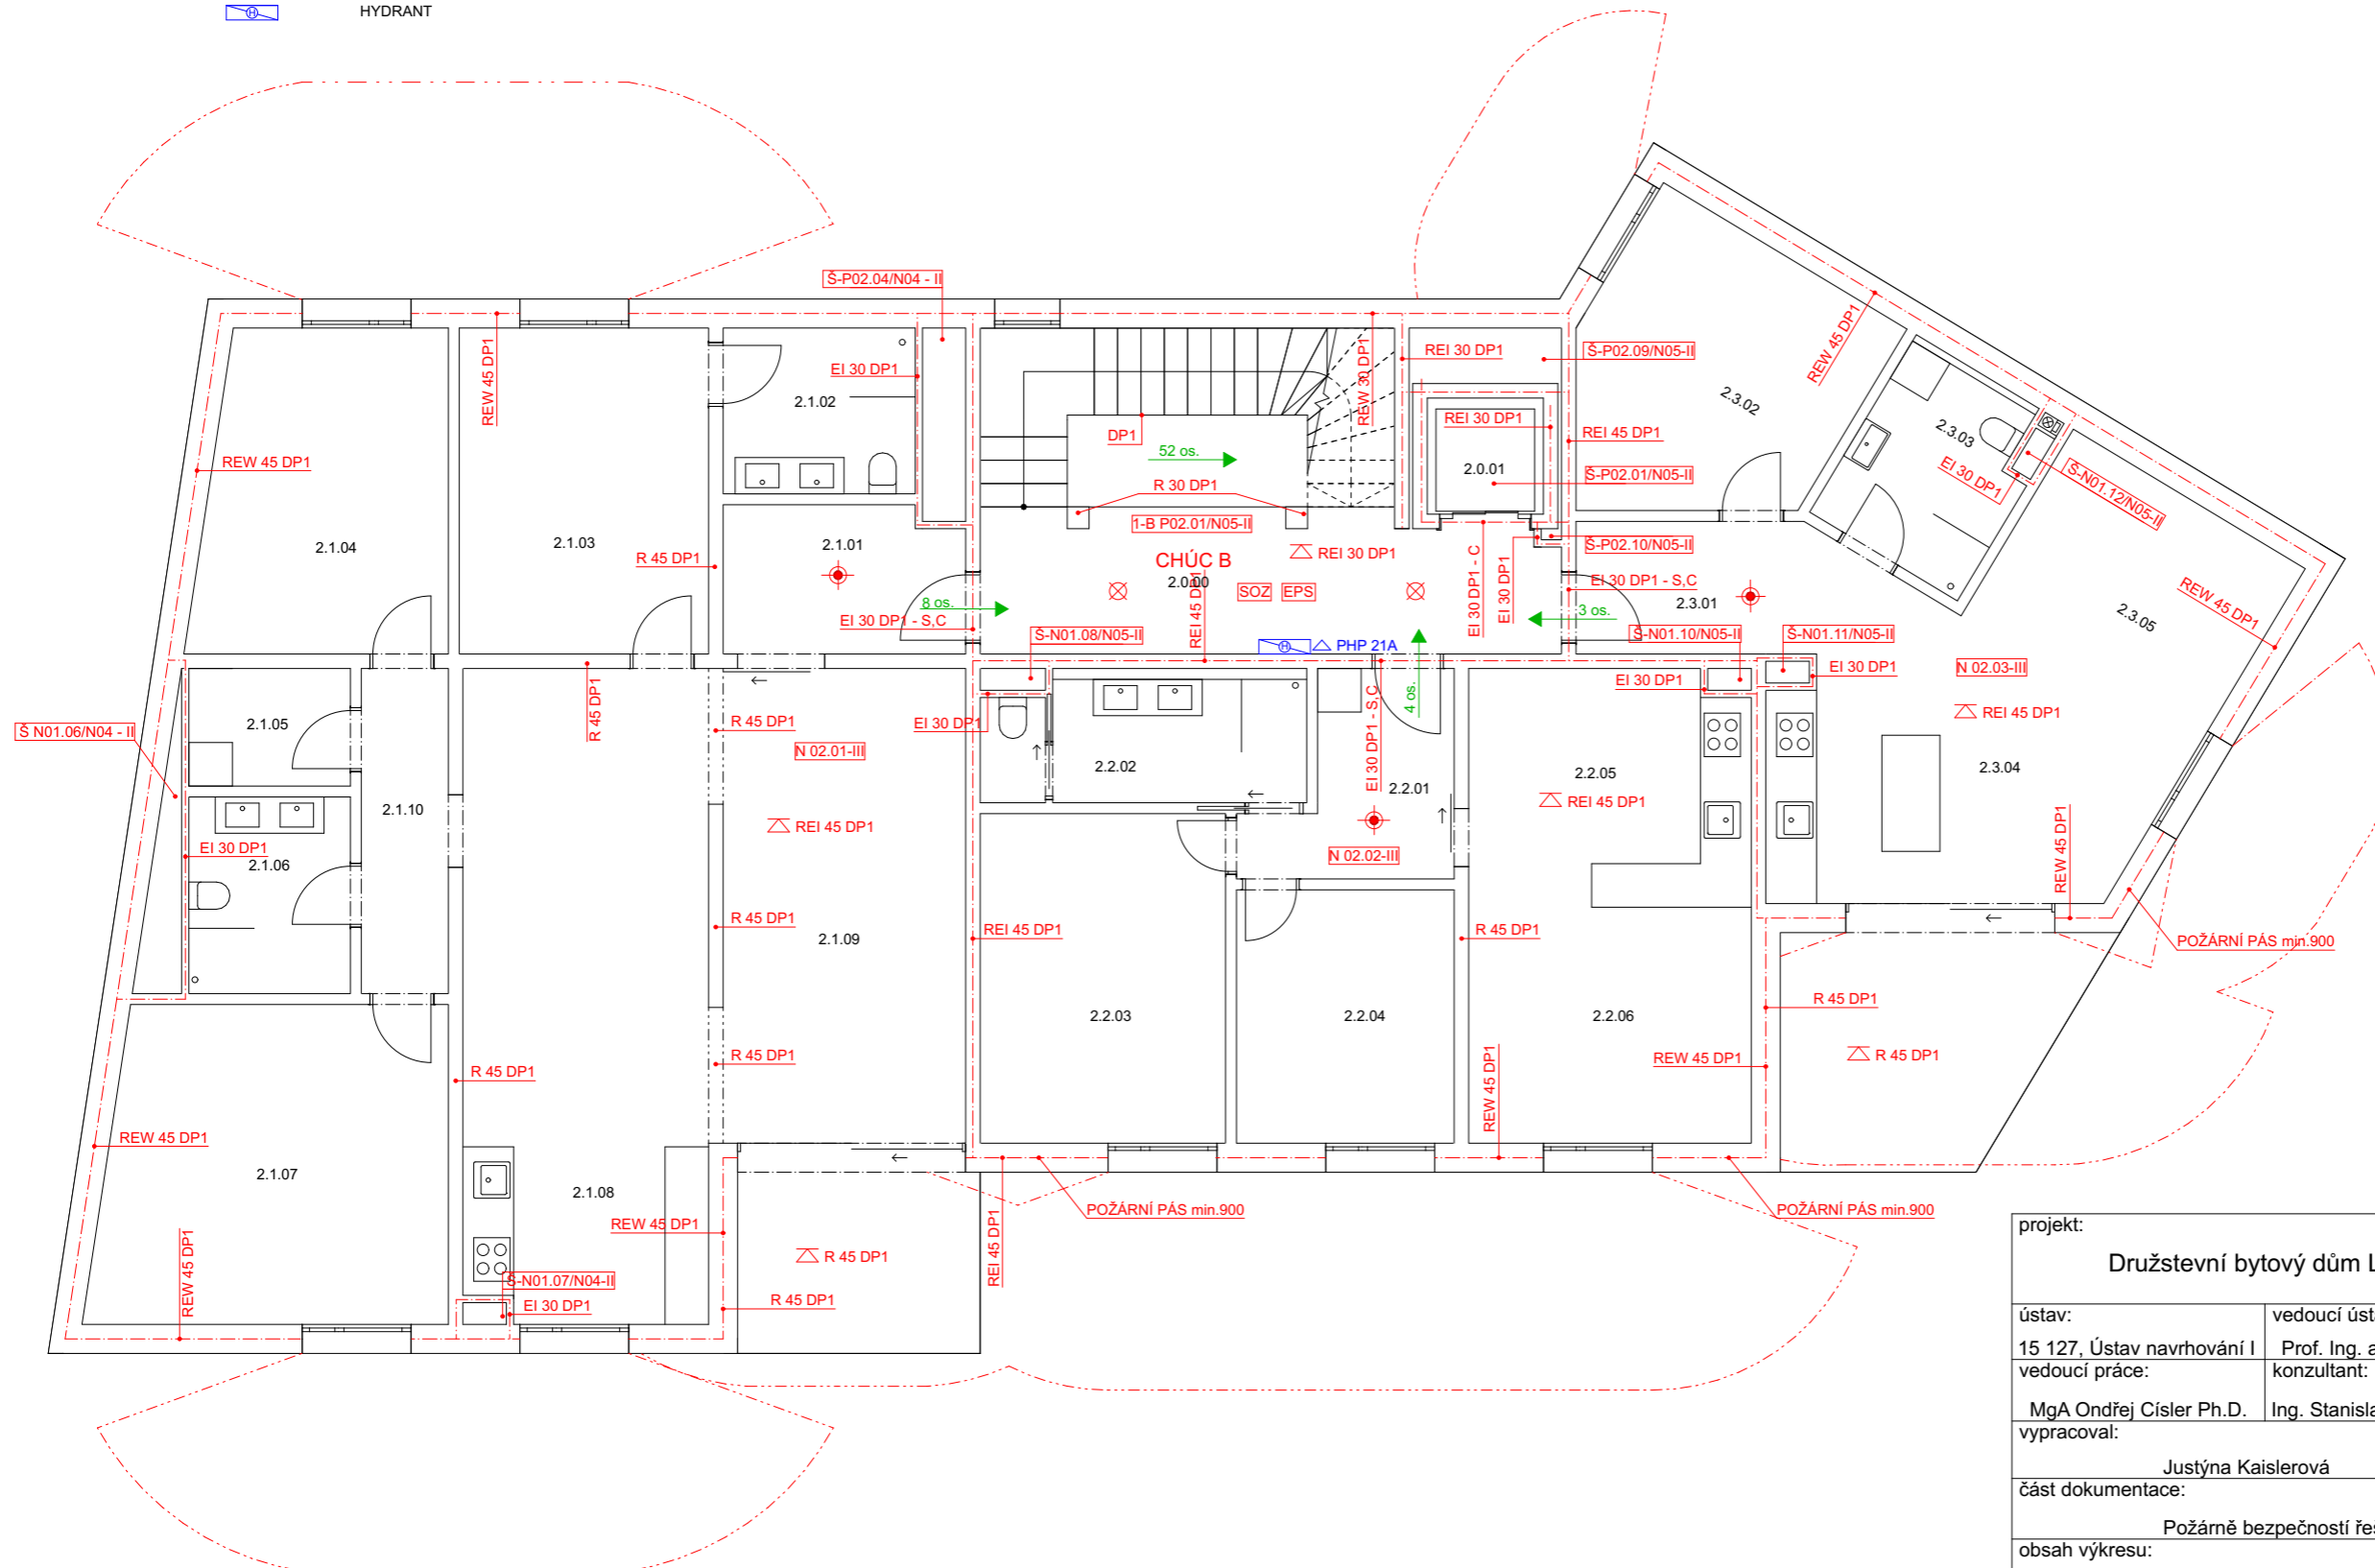 HYDRANT
H
Š-P02.04/N04 - II
REW 45 DP1
EI 30 DP1
2.1.02
REW 30 DP1
REI 30 DP1
Š-P02.09/N05-II
REW 45 DP1
2.3.02
DP1
52 os.
REI 30 DP1
REI 45 DP1
2.3.03
REW 45 DP1
2.0.01
Š-P02.01/N05-II
EI 30 DP1
Š-N01.12/N05-II
R 30 DP1
1-B P02.01/N05-II
2.1.04
2.1.03
2.1.01
R 45 DP1
CHÚC B
REI 30 DP1
Š-P02.10/N05-II
2.0.00
SOZ
EPS
EI 30 DP1 - C
EI 30 DP1
EI 30 DP1 - S,C
8 os.
3 os.
2.3.01
REW 45 DP1
2.3.05
EI 30 DP1 - S,C
REI 45 DP1
Š-N01.08/N05-II
H
PHP 21A
Š-N01.10/N05-II
Š-N01.11/N05-II
EI 30 DP1
EI 30 DP1
N 02.03-III
4 os.
EI 30 DP1 - S,C
REI 45 DP1
Š N01.06/N04 - II
2.1.05
R 45 DP1
R 45 DP1
EI 30 DP1
N 02.01-III
2.2.02
2.2.01
2.2.05
2.3.04
2.1.10
REI 45 DP1
REI 45 DP1
EI 30 DP1
2.1.06
N 02.02-III
REW 45 DP1
R 45 DP1
2.1.09
REI 45 DP1
R 45 DP1
POŽÁRNÍ PÁS min.900
2.2.03
2.2.04
2.2.06
R 45 DP1
R 45 DP1
R 45 DP1
REW 45 DP1
REW 45 DP1
R 45 DP1
REW 45 DP1
2.1.07
2.1.08
REW 45 DP1
REW 45 DP1
R 45 DP1
REI 45 DP1
POŽÁRNÍ PÁS min.900
POŽÁRNÍ PÁS min.900
Š-N01.07/N04-II
EI 30 DP1
R 45 DP1
projekt:
Družstevní bytový dům L
ústav:
vedoucí úst
15 127, Ústav navrhování I
Prof. Ing. a
vedoucí práce:
konzultant:
MgA Ondřej Císler Ph.D.
Ing. Stanisla
vypracoval:
Justýna Kaislerová
část dokumentace:
Požárně bezpečností řeš
obsah výkresu: